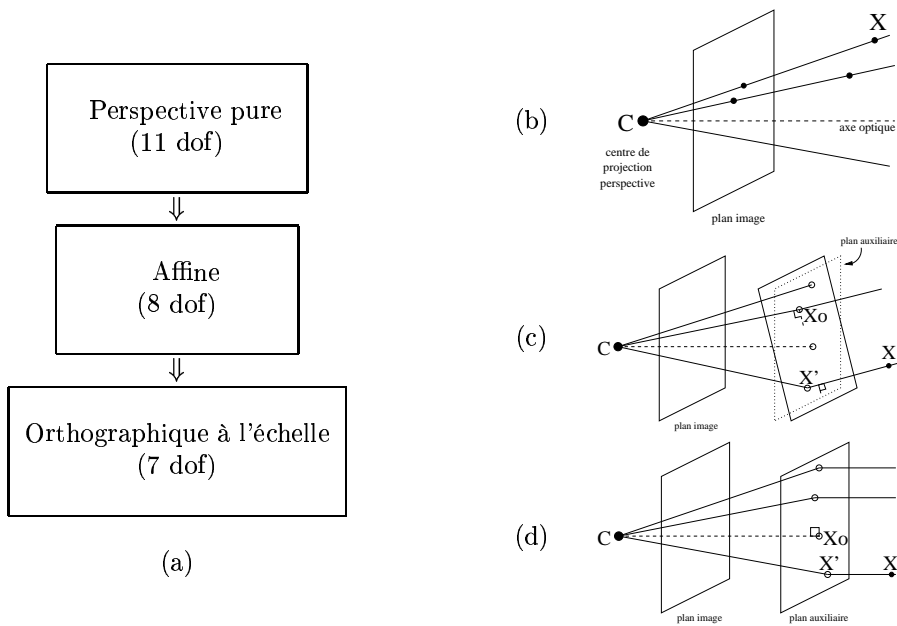 Perspective pure
(11 dof)
⇓
Affine
(8 dof)
⇓
Orthographique à l'échelle
(7 dof)
(a)
(b)
X
C
axe optique
centre de
projection
perspective
plan image
(c)
plan auxiliaire
Xo
C
X
X'
plan image
(d)
C
Xo
X'
X
plan image
plan auxiliaire